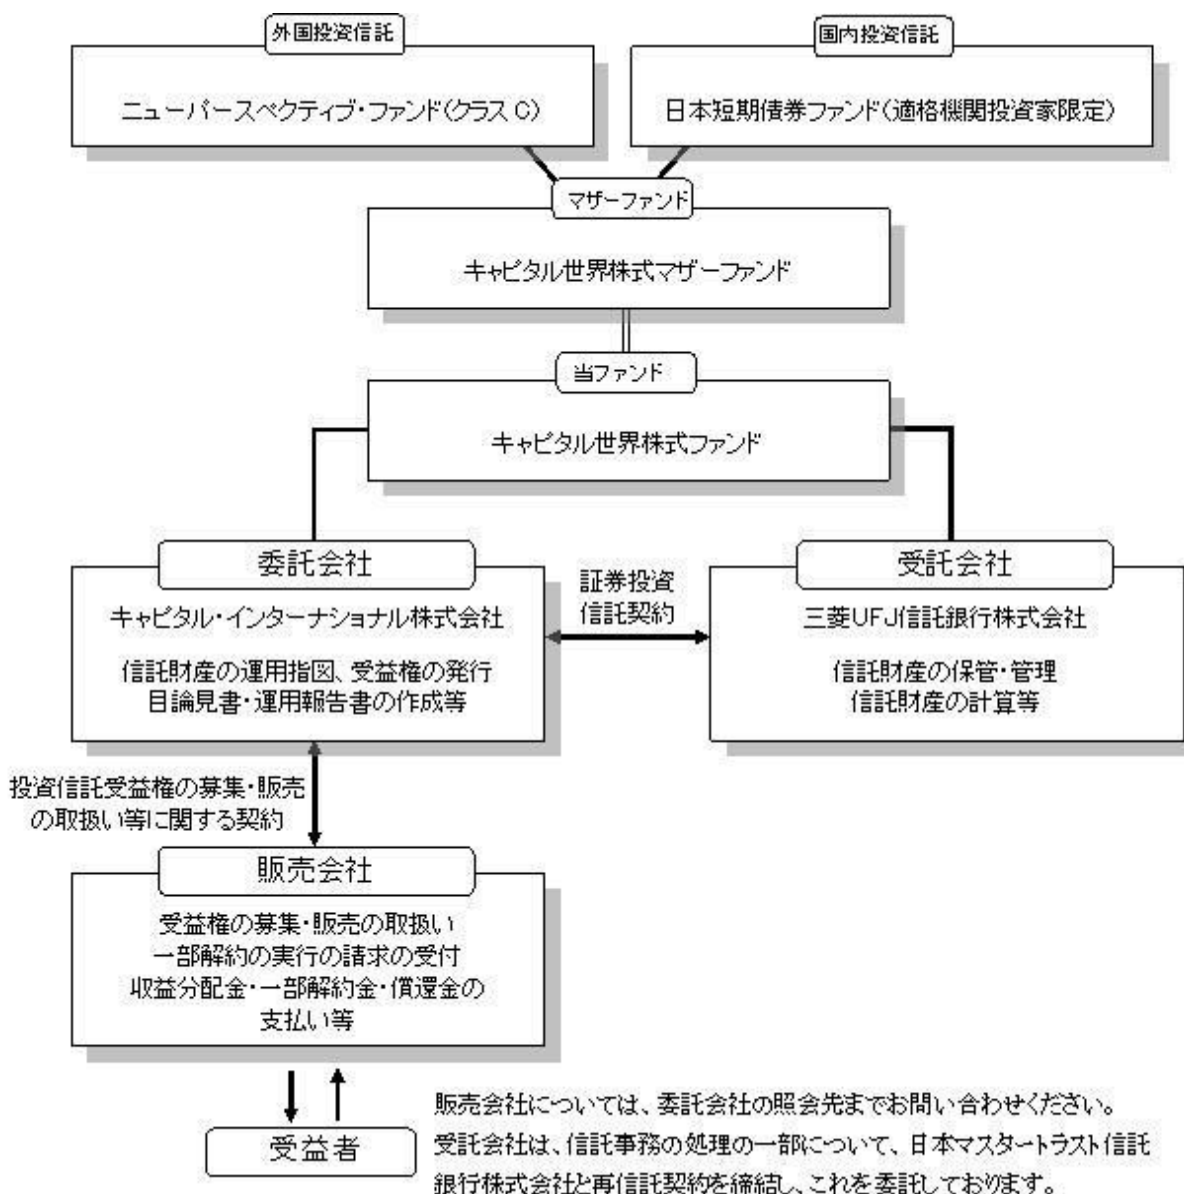 外国投資信託
国内投資信託
ニューパースペクティブ・ファンド(クラスC)
日本短期債券ファンド(適格機関投資家限定)
マザーファンド
キャピタル世界株式マザーファンド
当ファンド
キャピタル世界株式ファンド
委託会社
受託会社
キャピタル・インターナショナル株式会社
信託財産の運用指図、受益権の発行
目論見書・運用報告書の作成等
証券投資
信託契約
三菱UFJ信託銀行株式会社
信託財産の保管・管理
信託財産の計算等
投資信託受益権の募集・販売
の取扱い等に関する契約
販売会社
受益権の募集・販売の取扱い
一部解約の実行の請求の受付
収益分配金・一部解約金・償還金の
支払い等
受益者
販売会社については、委託会社の照会先までお問い合わせください。
受託会社は、信託事務の処理の一部について、日本マスタートラスト信託
銀行株式会社と再信託契約を締結し、これを委託しております。